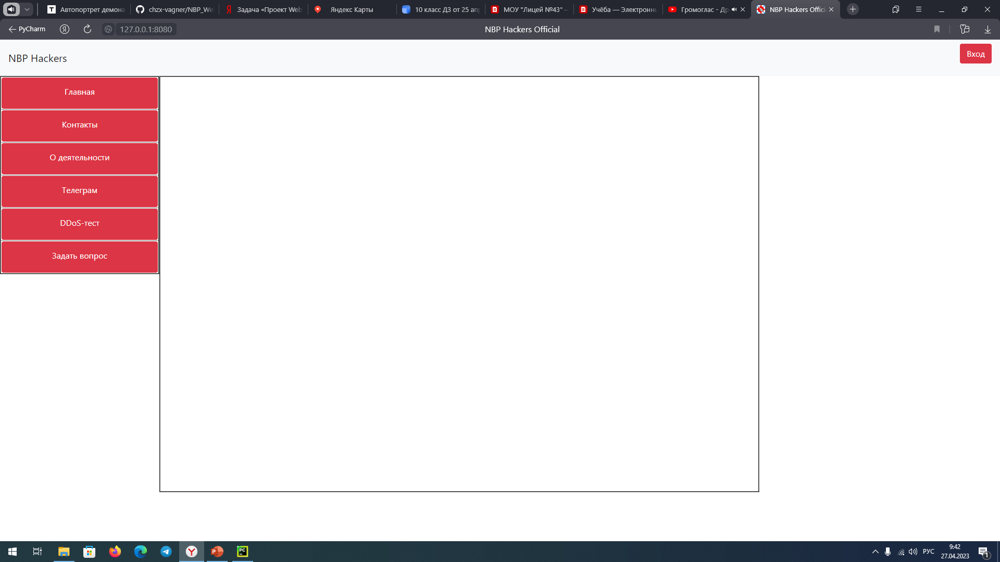 Автопортрет демона
chzx-vagner/NBP_We
Задача «Проект Web
Яндекс Карты
10 класс ДЗ от 25 апр
МОУ "Лицей №43" –
Учёба — Электронн
Громоглас - Др
NBP Hackers Offici
PyCharm
127.0.0.1:8080
NBP Hackers Official
NBP Hackers
Вход
Главная
Контакты
О деятельности
Телеграм
DDoS-тест
Задать вопрос
РУС
9:42
27.04.2023
1